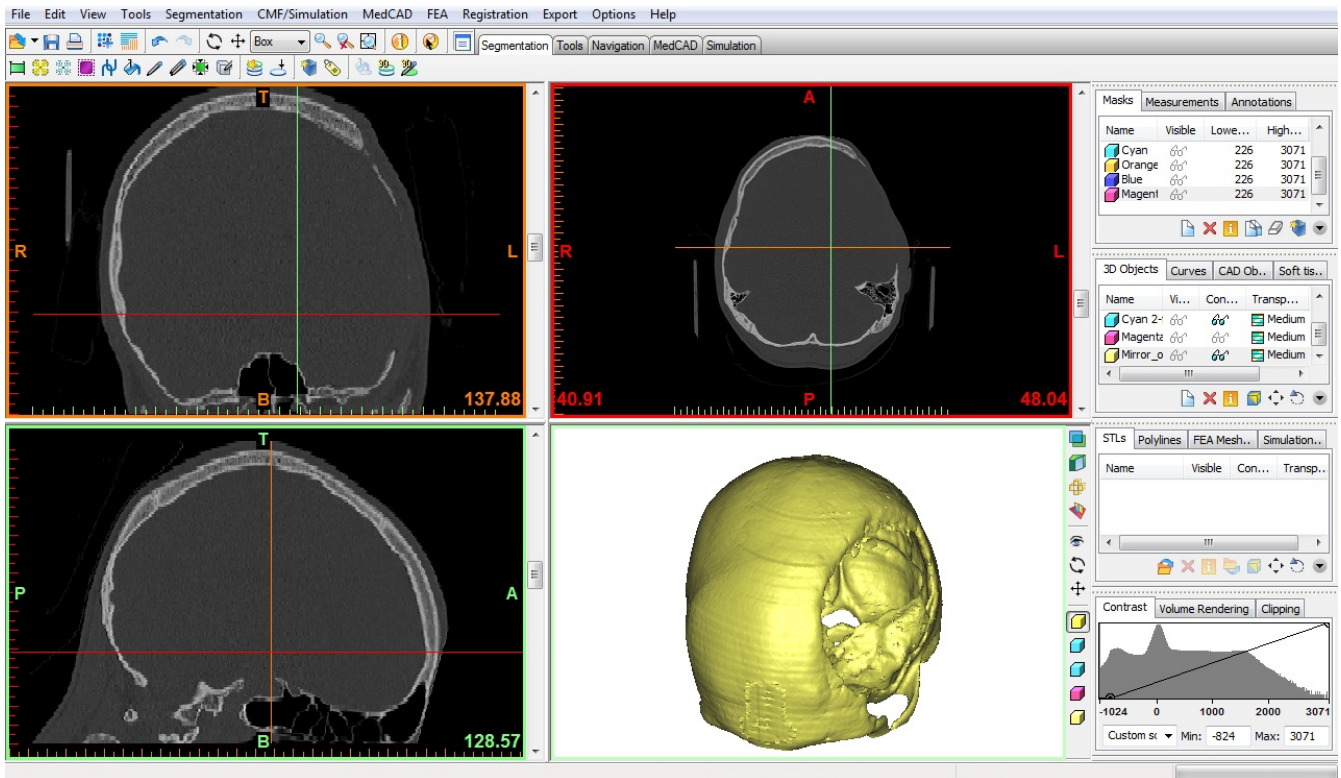 File Edit View Tools Segmentation CMF/Simulation MedCAD FEA Registration Export Options Help
Box Segmentation Tools Navigation MedCAD Simulation
T
R
L
B
137.88
A
R
L
40.91
P
48.04
T
P
A
B
128.57
Masks Measurements Annotations
Name Visible Lowe... High...
Cyan 226 3071
Orange 226 3071
Blue 226 3071
Magent 226 3071
3D Objects Curves CAD Ob.. Soft tis..
Name Vi... Con... Transp...
Cyan 2- Medium
Magenta Medium
Mirror_o Medium
STLs Polylines FEA Mesh.. Simulation..
Name Visible Con... Transp...
Contrast Volume Rendering Clipping
-1024 0 1000 2000 3071
Custom sc Min: -824 Max: 3071